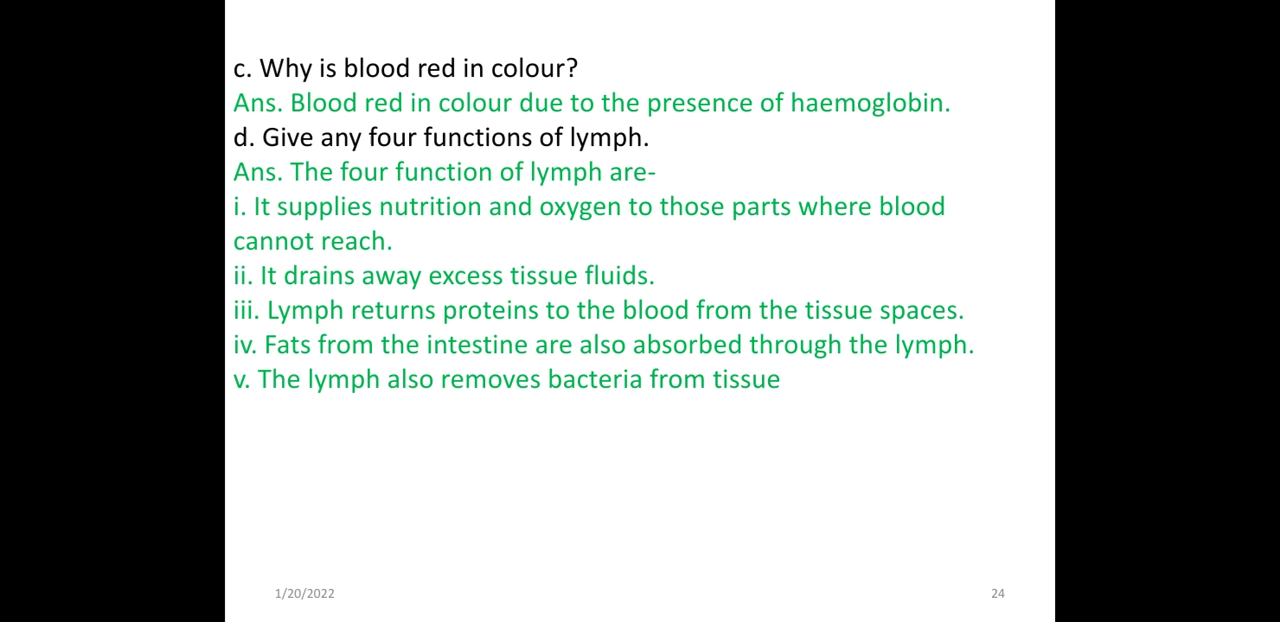 c. Why is blood red in colour?
Ans. Blood red in colour due to the presence of haemoglobin.
d. Give any four functions of lymph.
Ans. The four function of lymph are-
i. It supplies nutrition and oxygen to those parts where blood
cannot reach.
ii. It drains away excess tissue fluids.
iii. Lymph returns proteins to the blood from the tissue spaces.
iv. Fats from the intestine are also absorbed through the lymph.
v. The lymph also removes bacteria from tissue
1/20/2022
24